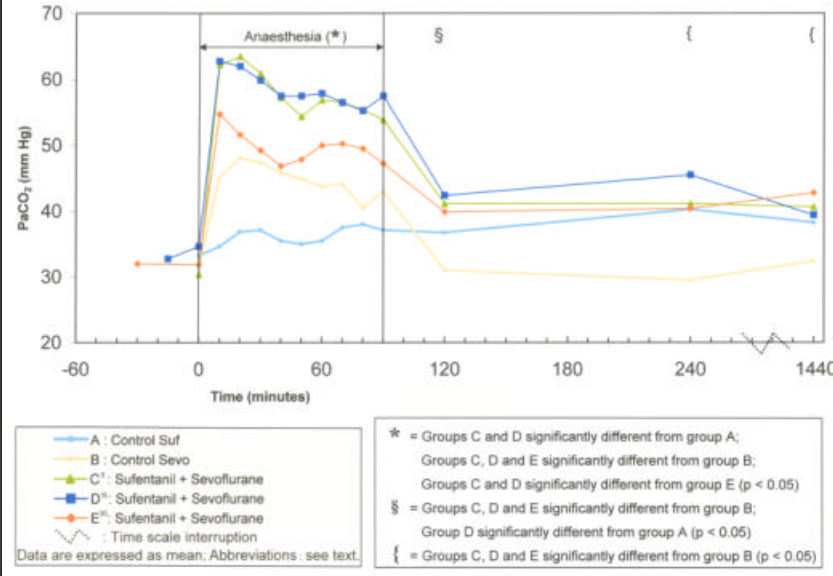 70
60
50
40
30
20
PaCO₂ (mm Hg)
Anaesthesia (*)
§
{
{
-60
0
60
120
180
240
1440
Time (minutes)
A : Control Suf
B : Control Sevo
: Sufentanil + Sevoflurane
: Sufentanil + Sevoflurane
: Sufentanil + Sevoflurane
: Time scale interruption
Data are expressed as mean; Abbreviations: see text.
* = Groups C and D significantly different from group A;
Groups C, D and E significantly different from group B;
Groups C and D significantly different from group E (p < 0.05)
§ = Groups C, D and E significantly different from group B;
Group D significantly different from group A (p < 0.05)
{ = Groups C, D and E significantly different from group B (p < 0.05)